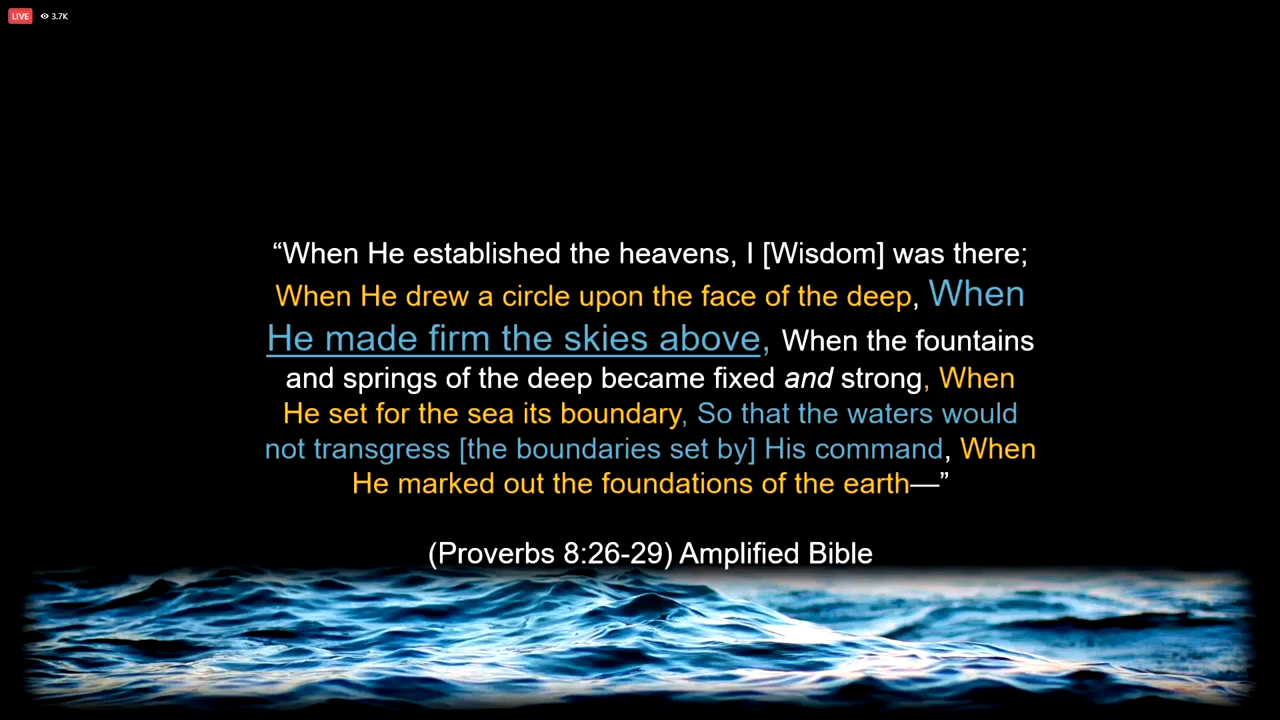 LIVE 3.7K
“When He established the heavens, I [Wisdom] was there;
When He drew a circle upon the face of the deep, When
He made firm the skies above, When the fountains
and springs of the deep became fixed and strong, When
He set for the sea its boundary, So that the waters would
not transgress [the boundaries set by] His command, When
He marked out the foundations of the earth—”
(Proverbs 8:26-29) Amplified Bible